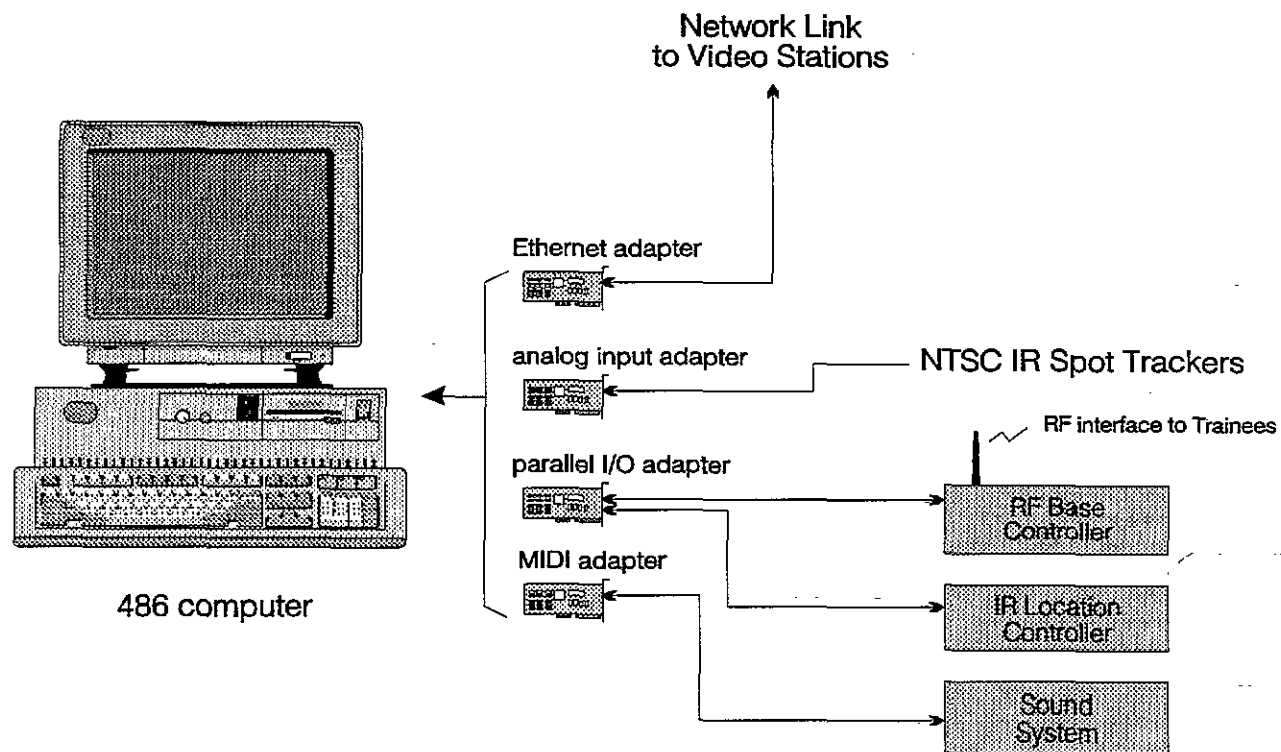 Network Link
to Video Stations
Ethernet adapter
analog input adapter
NTSC IR Spot Trackers
RF interface to Trainees
parallel I/O adapter
RF Base
Controller
MIDI adapter
486 computer
IR Location
Controller
Sound
System